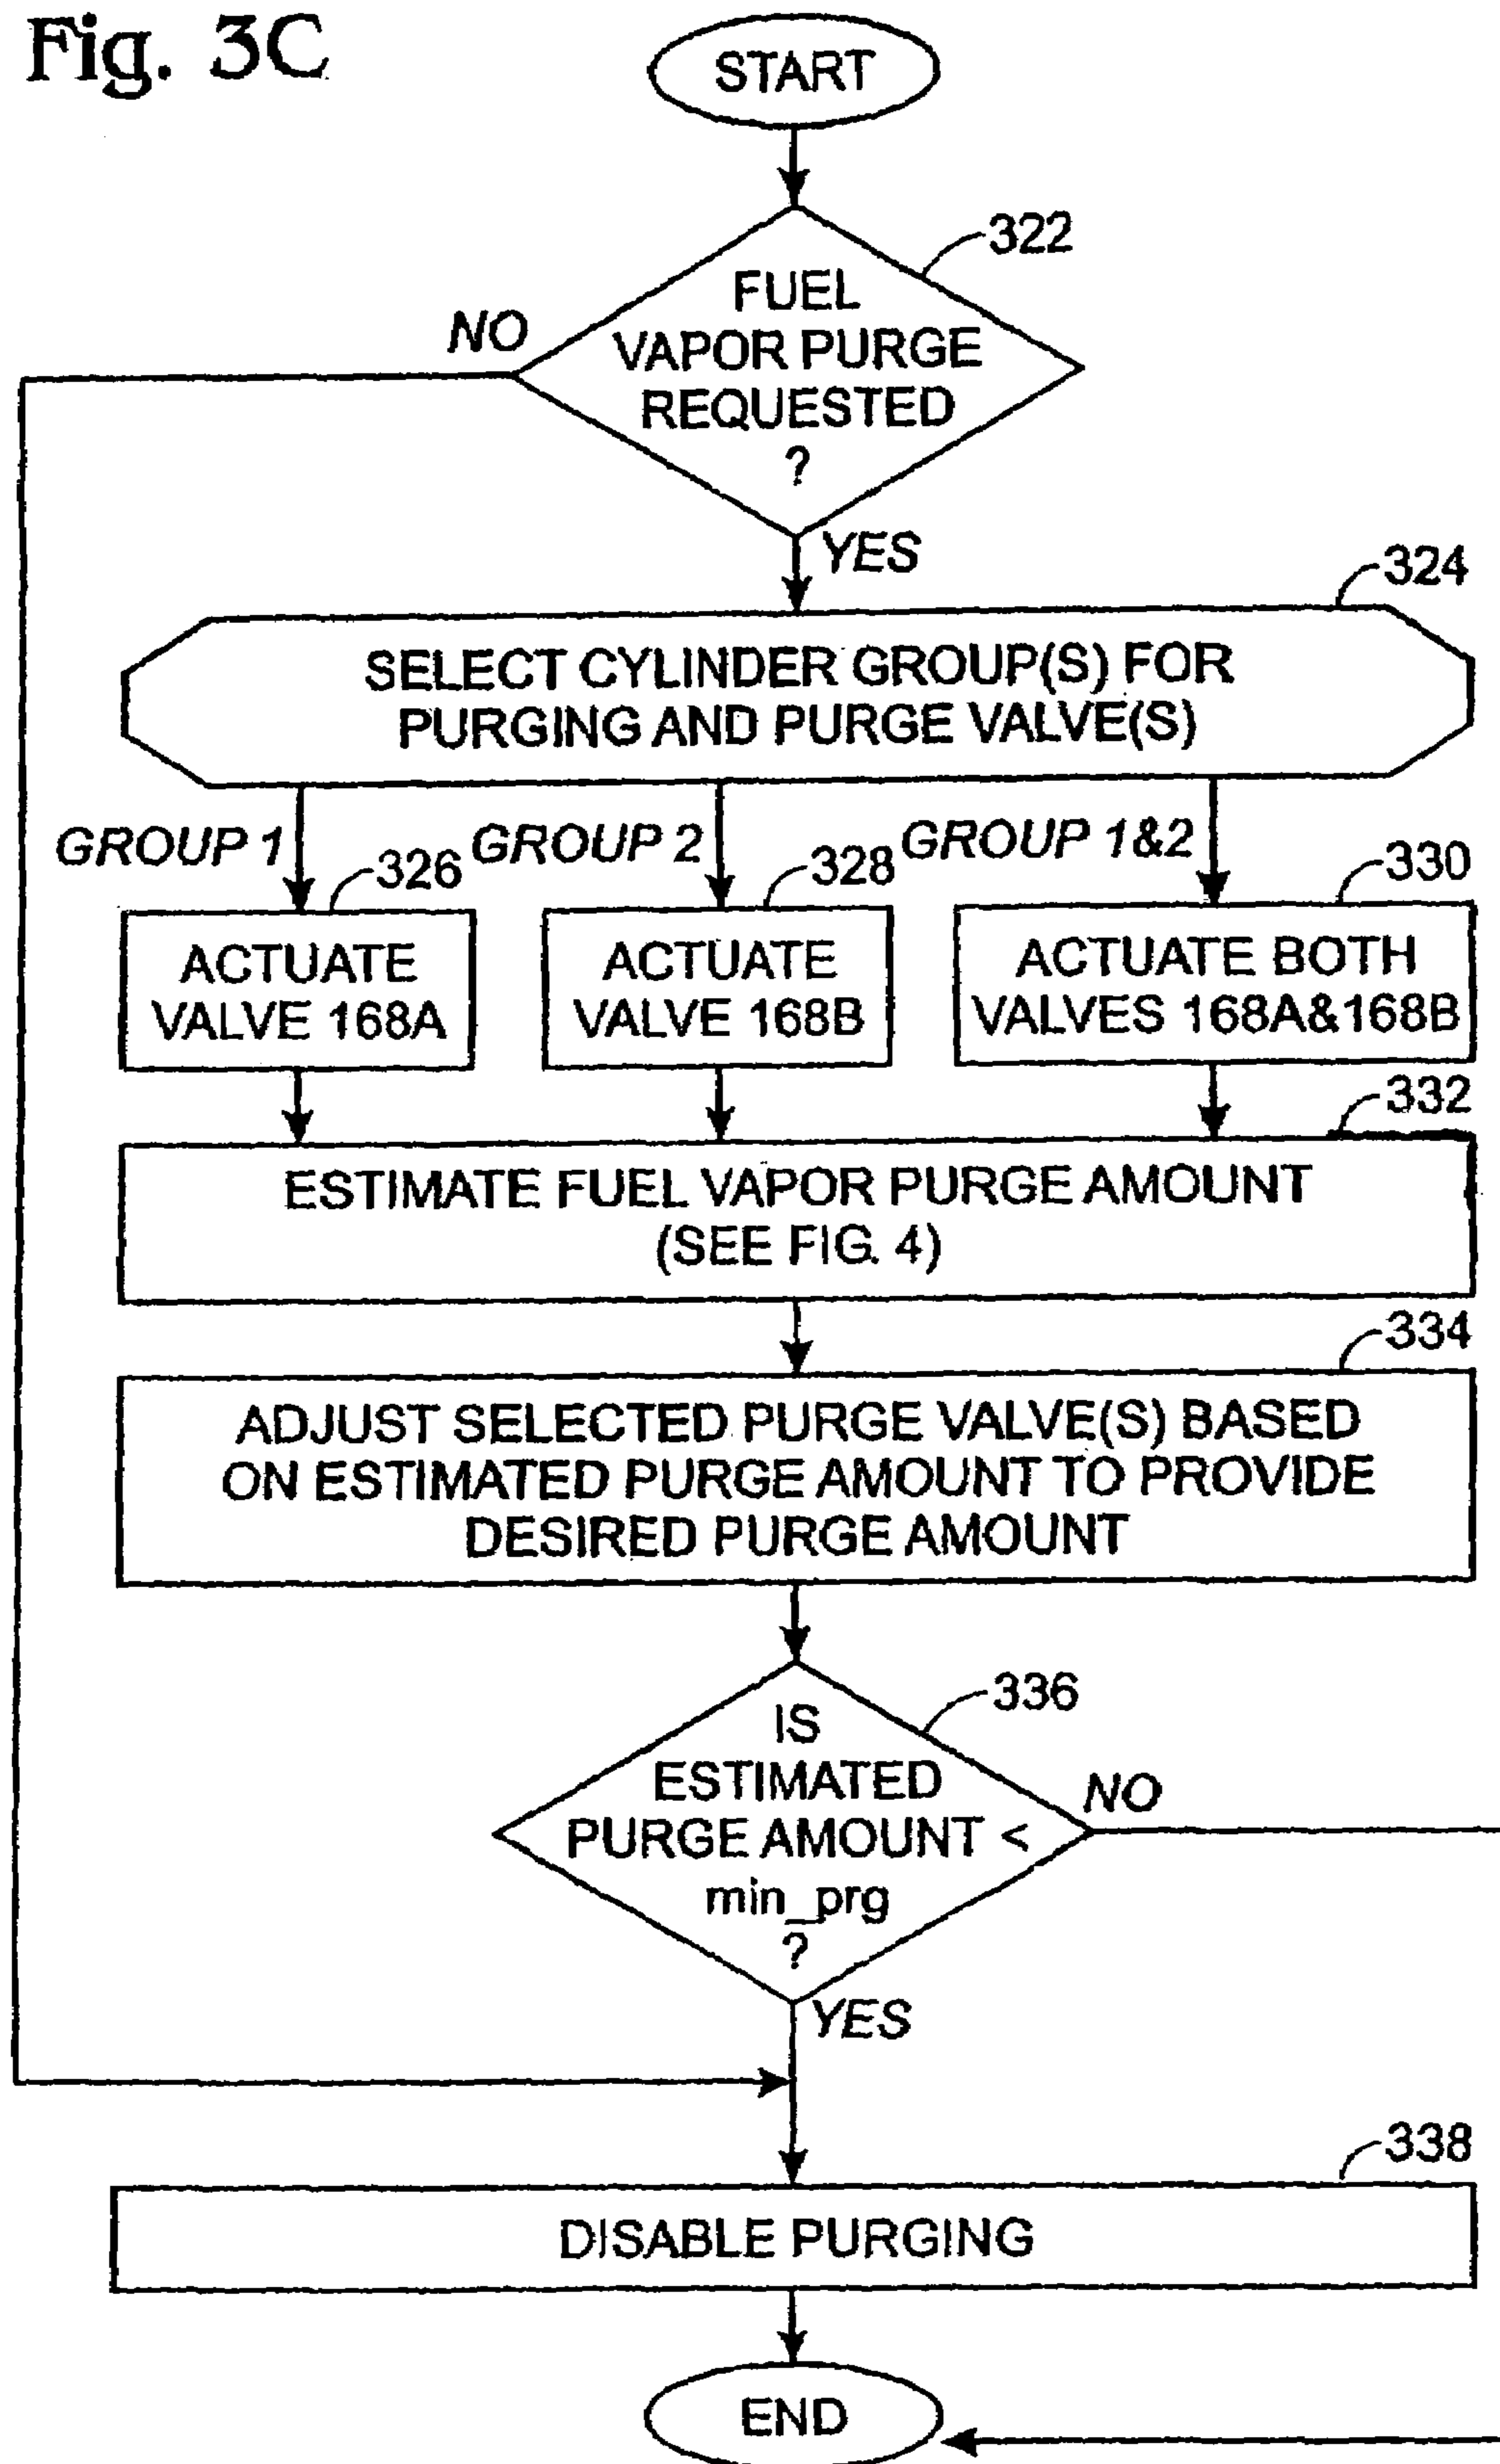 Fig. 3C
START
322
FUEL
VAPOR PURGE
REQUESTED
?
NO
YES
324
SELECT CYLINDER GROUP(S) FOR
PURGING AND PURGE VALVE(S)
GROUP 1
GROUP 2
GROUP 1&2
326
328
330
ACTUATE
VALVE 168A
ACTUATE
VALVE 168B
ACTUATE BOTH
VALVES 168A&168B
332
ESTIMATE FUEL VAPOR PURGE AMOUNT
(SEE FIG. 4)
334
ADJUST SELECTED PURGE VALVE(S) BASED
ON ESTIMATED PURGE AMOUNT TO PROVIDE
DESIRED PURGE AMOUNT
336
IS
ESTIMATED
PURGE AMOUNT <
min_prg
?
NO
YES
338
DISABLE PURGING
END